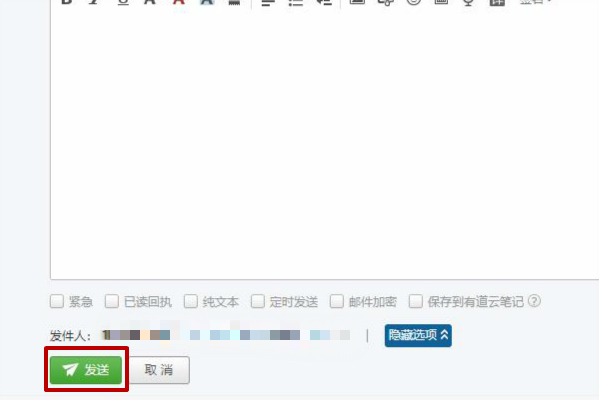 紧急 已读回执 纯文本 定时发送 邮件加密 保存到有道云笔记 ?
发件人： | 隐藏选项
发送 取 消